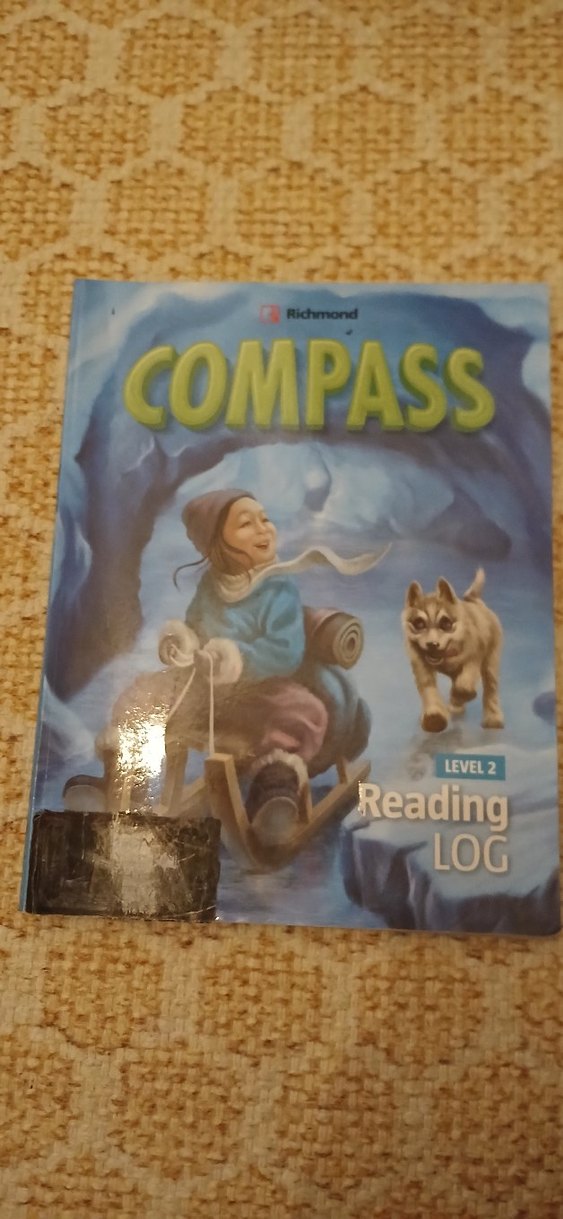 Richmond
COMPASS
LEVEL 2
Reading
LOG